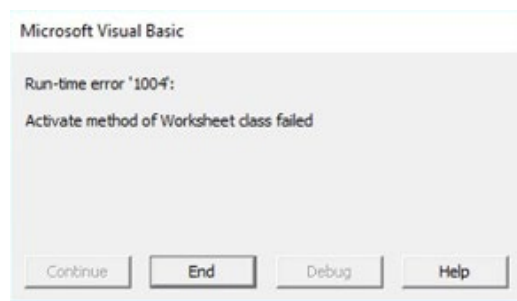 Microsoft Visual Basic
Run-time error '1004':
Activate method of Worksheet class failed
Continue
End
Debug
Help